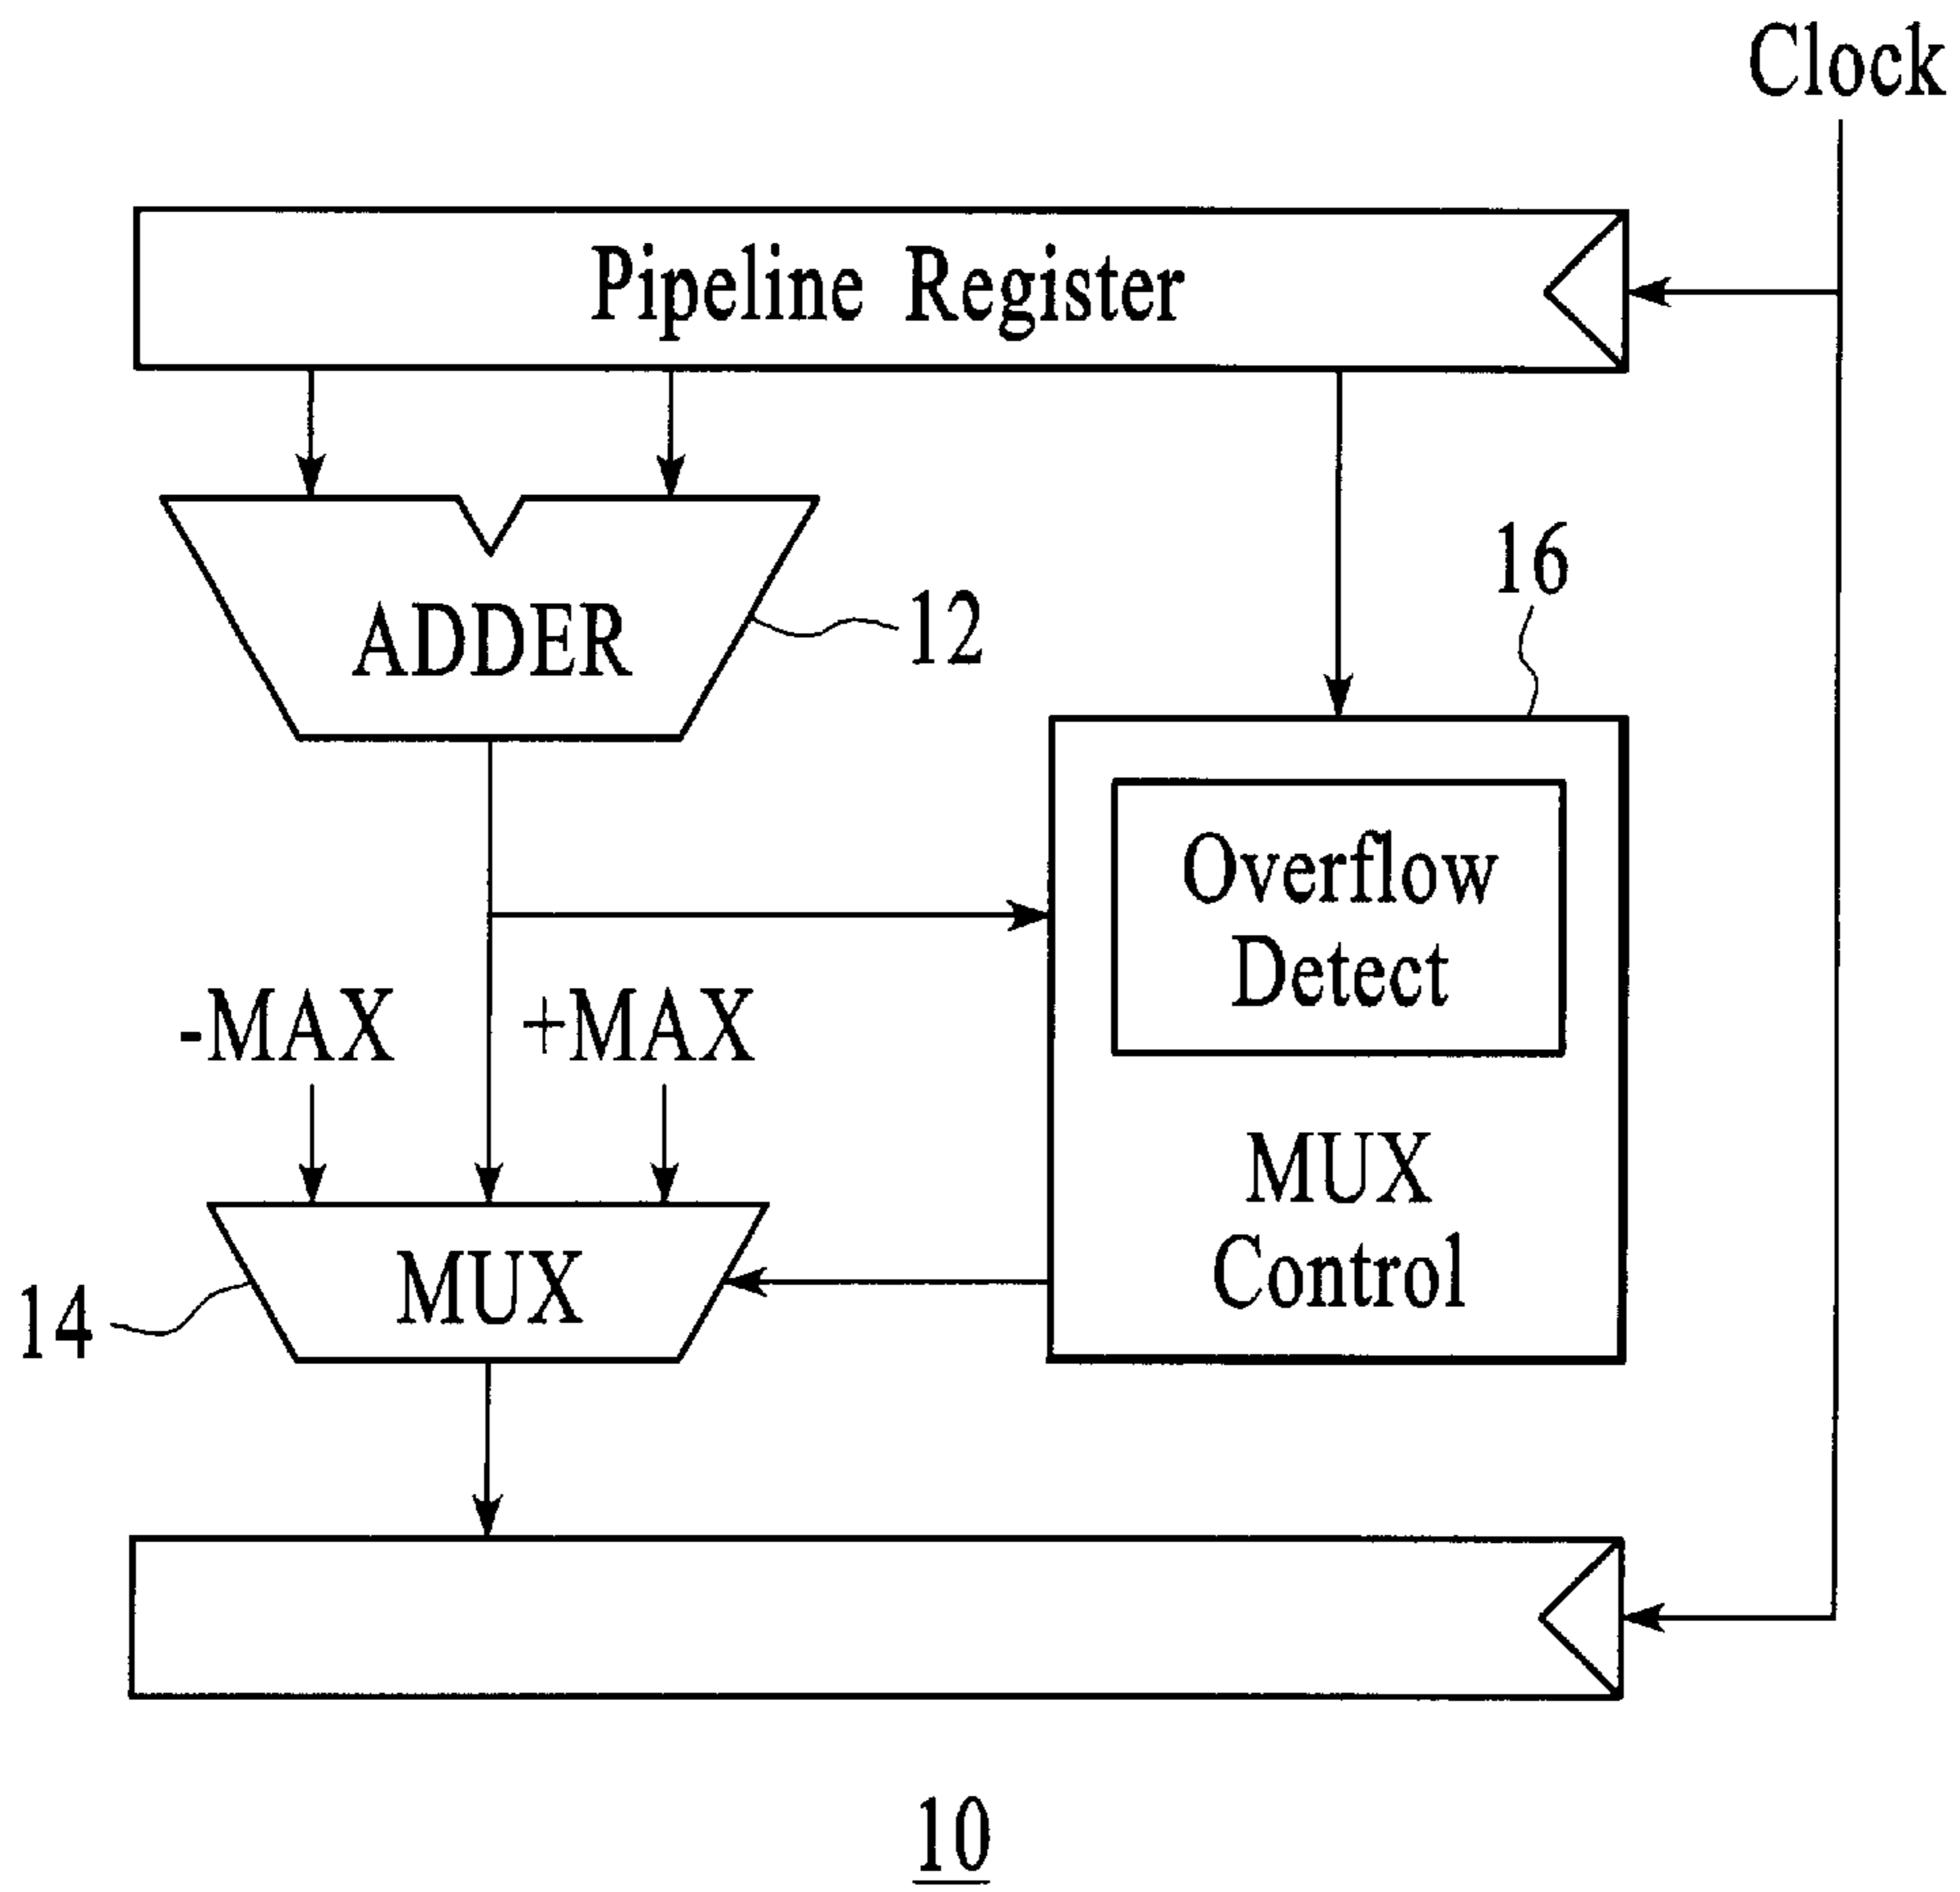 Clock
Pipeline Register
ADDER
12
16
Overflow
Detect
-MAX
+MAX
MUX
Control
MUX
14
10